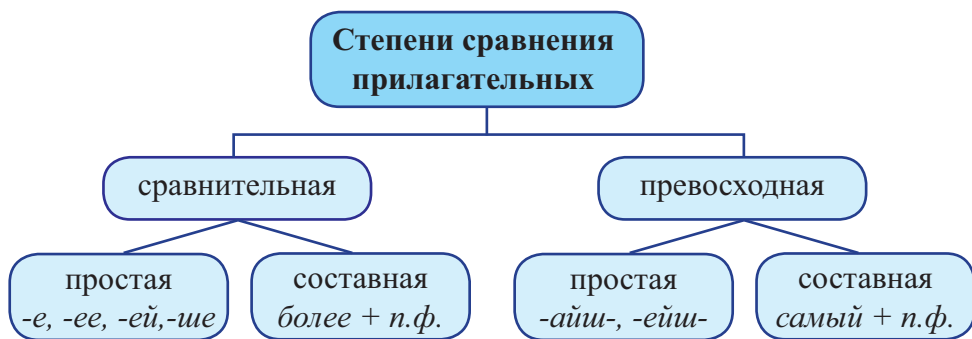 Степени сравнения
прилагательных
сравнительная
превосходная
простая
-е, -ее, -ей,-ше
составная
более + п.ф.
простая
-айш-, -ейш-
составная
самый + п.ф.